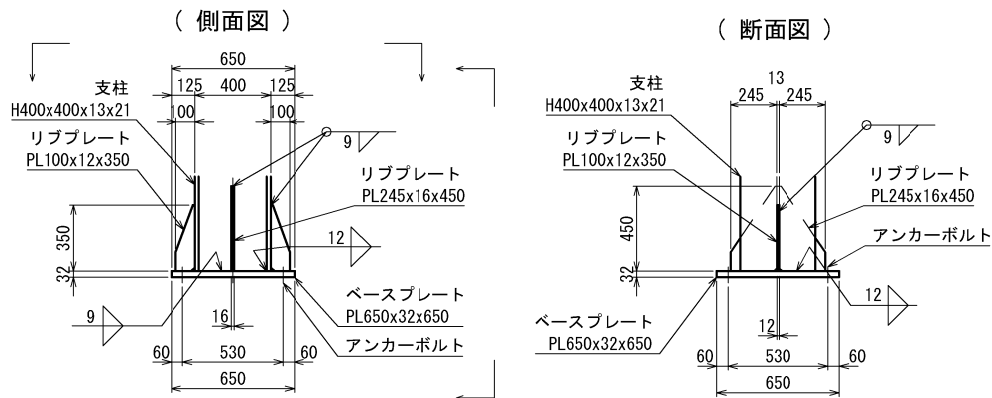 ( 側面図 )
650
125 400 125
支柱
H400x400x13x21
100
100
リブプレート
PL100x12x350
9
リブプレート
PL245x16x450
350
12
32
ベースプレート
PL650x32x650
9
16
アンカーボルト
60 530 60
650
( 断面図 )
13
支柱
245 245
H400x400x13x21
リブプレート
PL100x12x350
9
リブプレート
PL245x16x450
450
アンカーボルト
32
12
ベースプレート
PL650x32x650
12
60 530 60
650